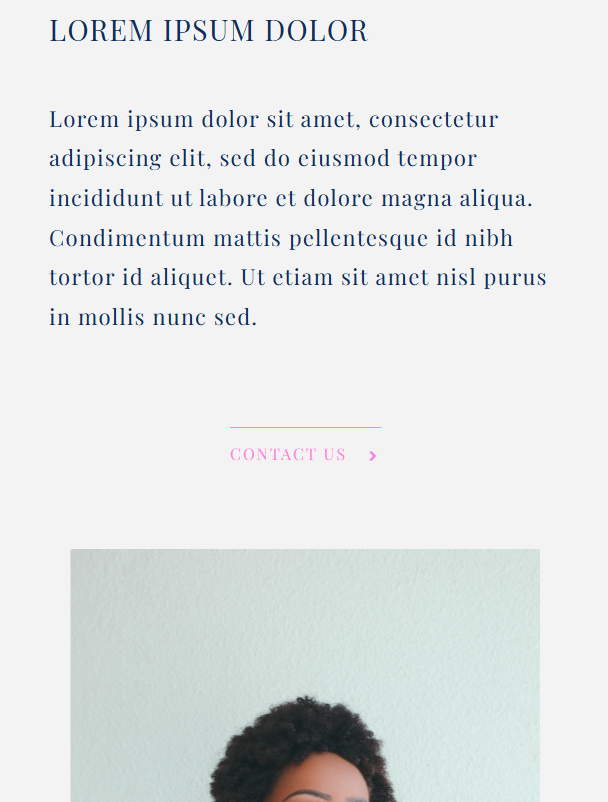 LOREM IPSUM DOLOR
Lorem ipsum dolor sit amet, consectetur
adipiscing elit, sed do eiusmod tempor
incididunt ut labore et dolore magna aliqua.
Condimentum mattis pellentesque id nibh
tortor id aliquet. Ut etiam sit amet nisl purus
in mollis nunc sed.
CONTACT US